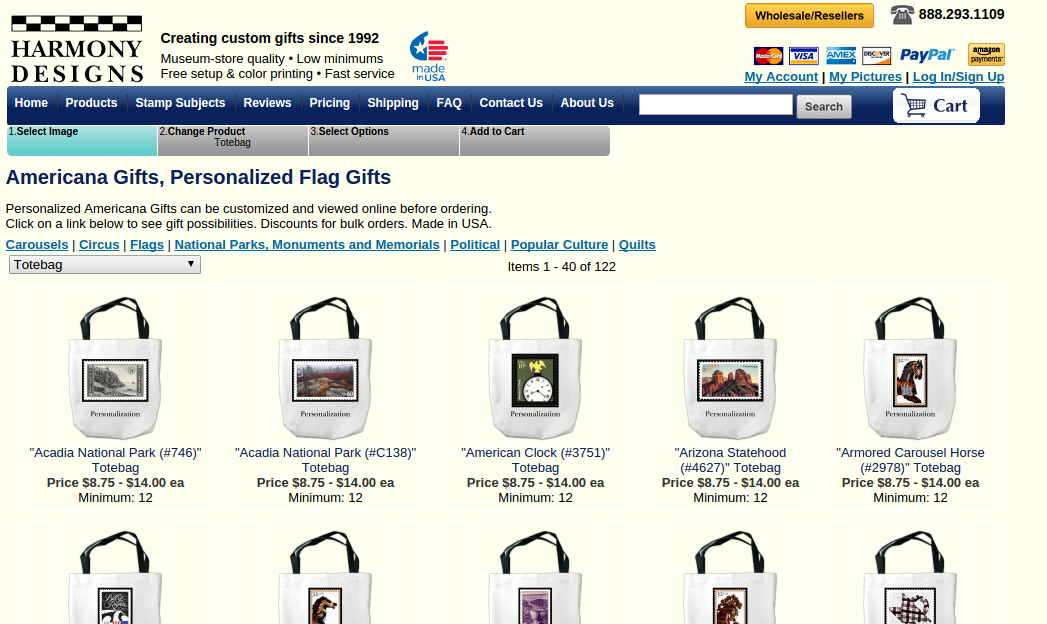 HARMONY
DESIGNS
Creating custom gifts since 1992
Museum-store quality • Low minimums
Free setup & color printing • Fast service
made
in USA
Wholesale/Resellers
888.293.1109
MasterCard
VISA
AMEX
DISCOVER
PayPal
amazon
payments
My Account | My Pictures | Log In/Sign Up
Home
Products
Stamp Subjects
Reviews
Pricing
Shipping
FAQ
Contact Us
About Us
Search
Cart
1.Select Image
2.Change Product
Totebag
3.Select Options
4.Add to Cart
Americana Gifts, Personalized Flag Gifts
Personalized Americana Gifts can be customized and viewed online before ordering.
Click on a link below to see gift possibilities. Discounts for bulk orders. Made in USA.
Carousels | Circus | Flags | National Parks, Monuments and Memorials | Political | Popular Culture | Quilts
Totebag
Items 1 - 40 of 122
Personalization
Personalization
Personalization
Personalization
Personalization
"Acadia National Park (#746)"
Totebag
Price $8.75 - $14.00 ea
Minimum: 12
"Acadia National Park (#C138)"
Totebag
Price $8.75 - $14.00 ea
Minimum: 12
"American Clock (#3751)"
Totebag
Price $8.75 - $14.00 ea
Minimum: 12
"Arizona Statehood
(#4627)" Totebag
Price $8.75 - $14.00 ea
Minimum: 12
"Armored Carousel Horse
(#2978)" Totebag
Price $8.75 - $14.00 ea
Minimum: 12